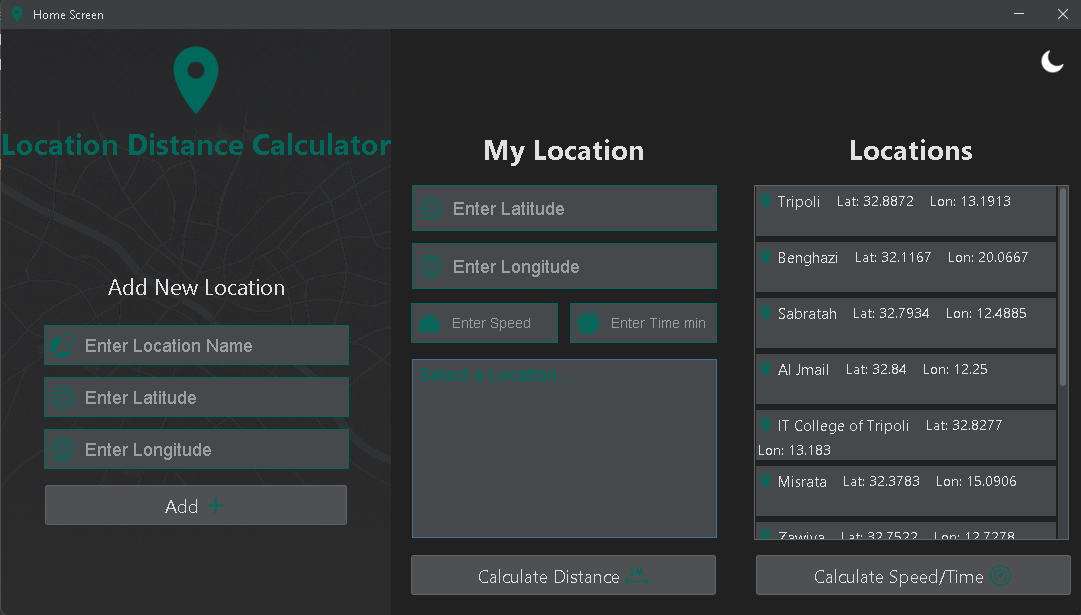 Home Screen
Location Distance Calculator
Add New Location
Enter Location Name
Enter Latitude
Enter Longitude
Add
My Location
Enter Latitude
Enter Longitude
Enter Speed
Enter Time min
Select a Location...
Calculate Distance
Locations
Tripoli Lat: 32.8872 Lon: 13.1913
Benghazi Lat: 32.1167 Lon: 20.0667
Sabratah Lat: 32.7934 Lon: 12.4885
Al Jmail Lat: 32.84 Lon: 12.25
IT College of Tripoli Lat: 32.8277
Lon: 13.183
Misrata Lat: 32.3783 Lon: 15.0906
Zawiya Lat: 32.7522 Lon: 12.7278
Calculate Speed/Time